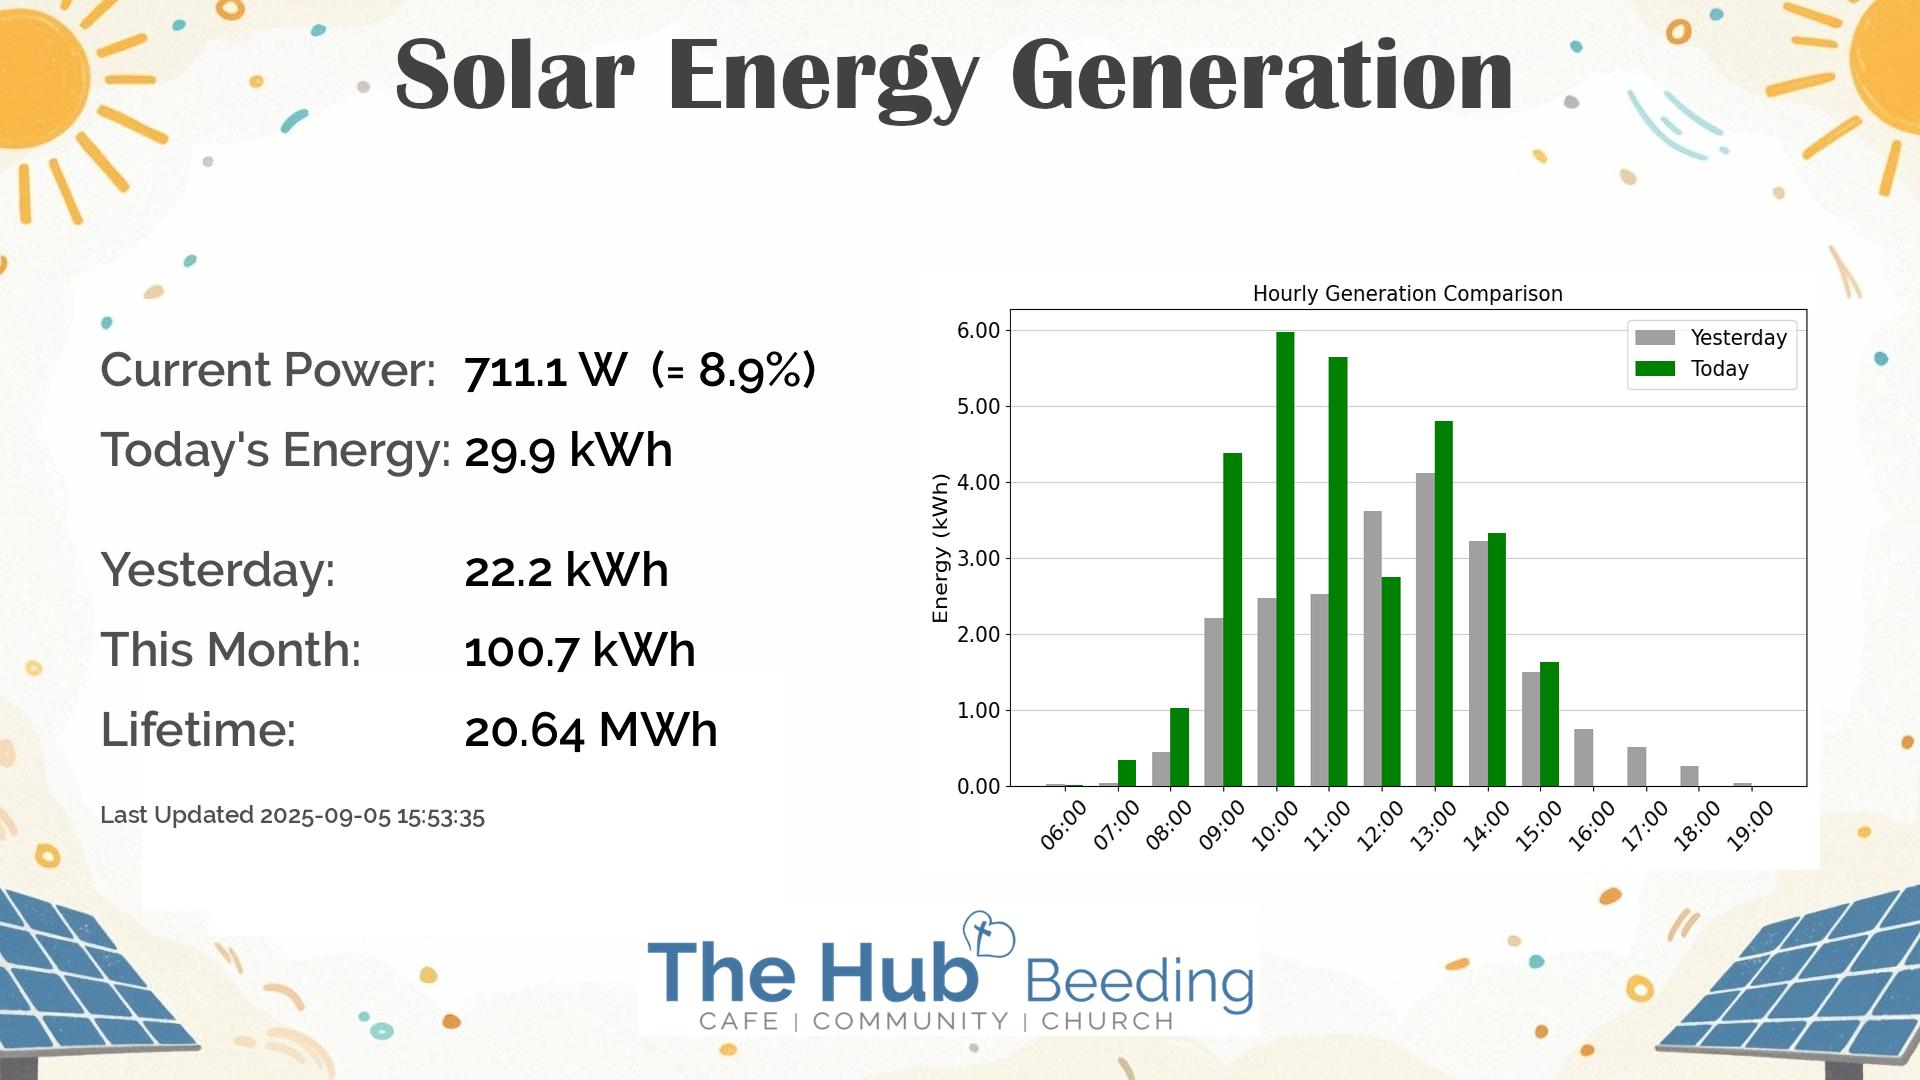 Solar Energy Generation
Current Power: 711.1 W (= 8.9%)
Today's Energy: 29.9 kWh
Yesterday: 22.2 kWh
This Month: 100.7 kWh
Lifetime: 20.64 MWh
Last Updated 2025-09-05 15:53:35
Hourly Generation Comparison
Yesterday
Today
Energy (kWh)
6.00
5.00
4.00
3.00
2.00
1.00
0.00
06:00 07:00 08:00 09:00 10:00 11:00 12:00 13:00 14:00 15:00 16:00 17:00 18:00 19:00
The Hub Beeding
CAFE | COMMUNITY | CHURCH